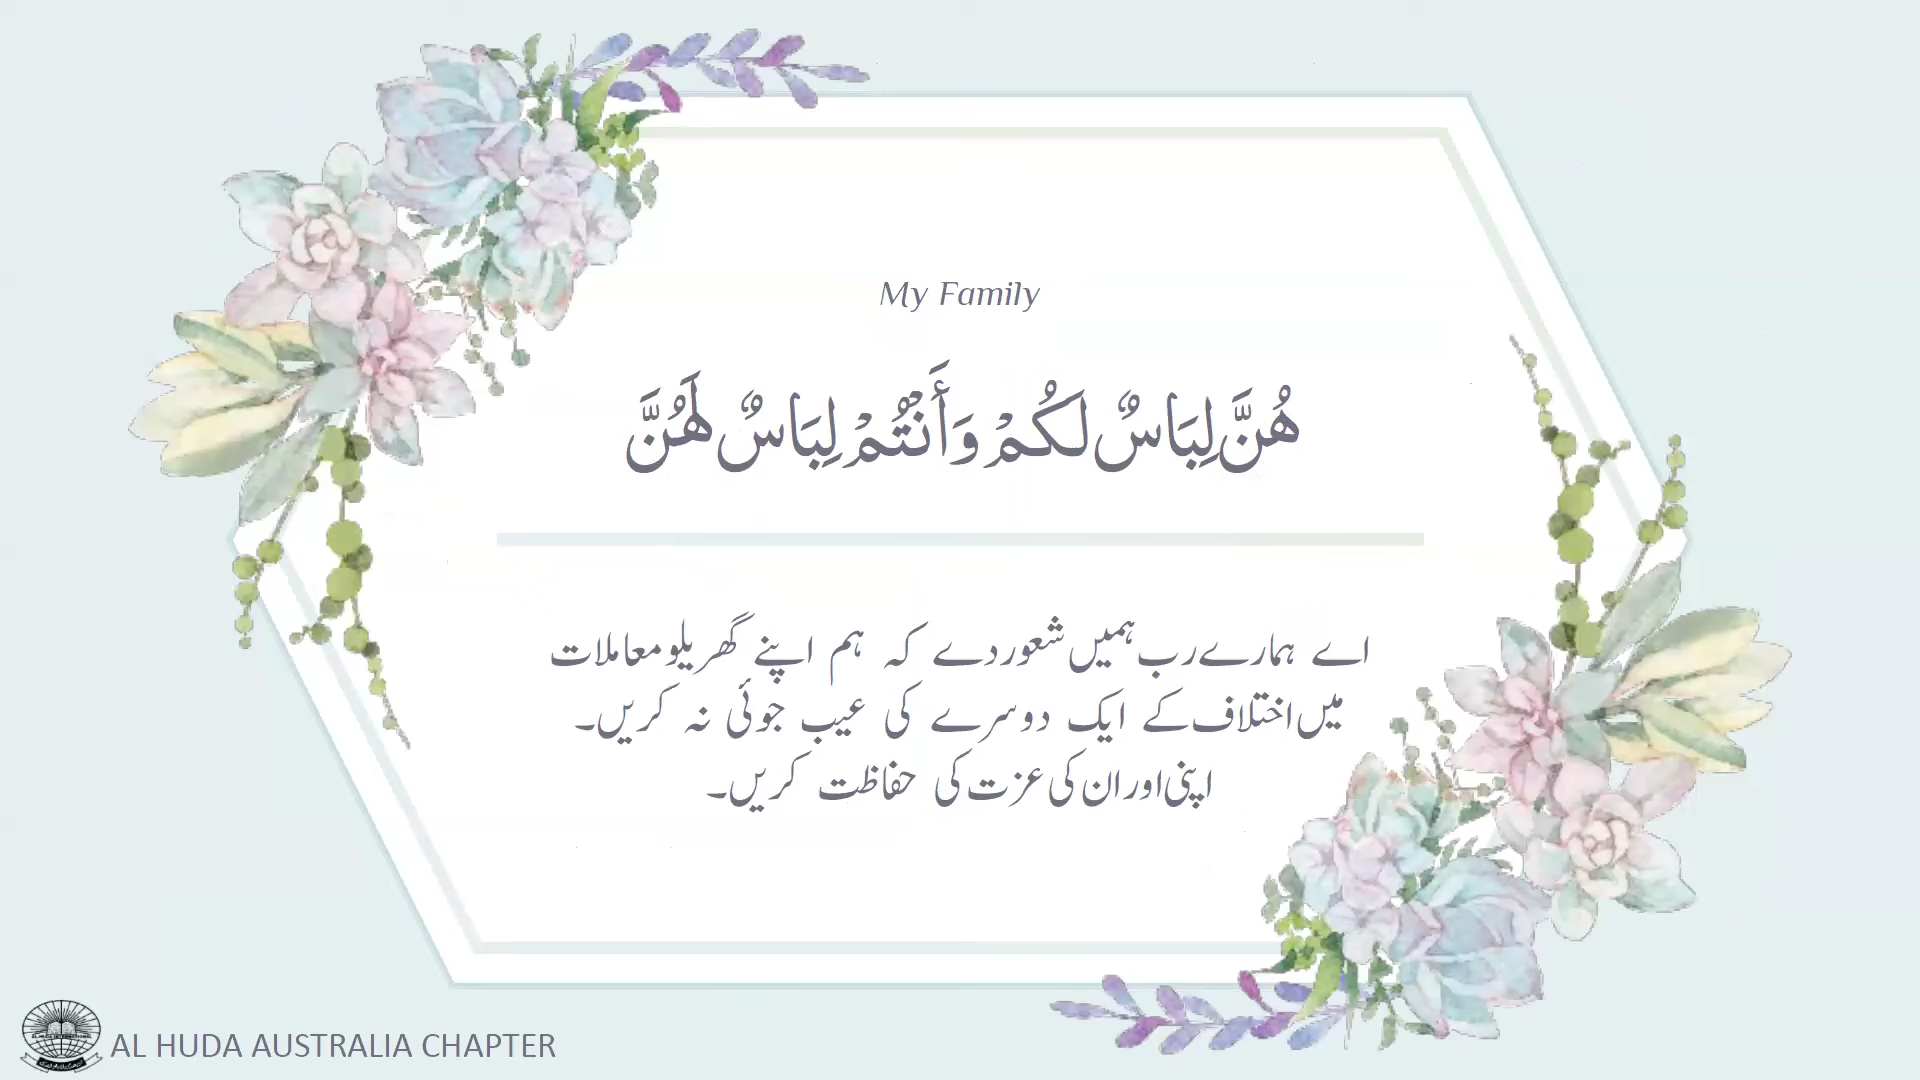 My Family
هُنَّ لِبَاسٌ لَكُمْ وَأَنْتُمْ لِبَاسٌ لَهُنَّ
اے ہمارے رب ہمیں شعور دے کہ ہم اپنے گھریلو معاملات
میں اختلاف کے ایک دوسرے کی عیب جوئی نہ کریں۔
اپنی اور ان کی عزت کی حفاظت کریں۔
AL HUDA AUSTRALIA CHAPTER